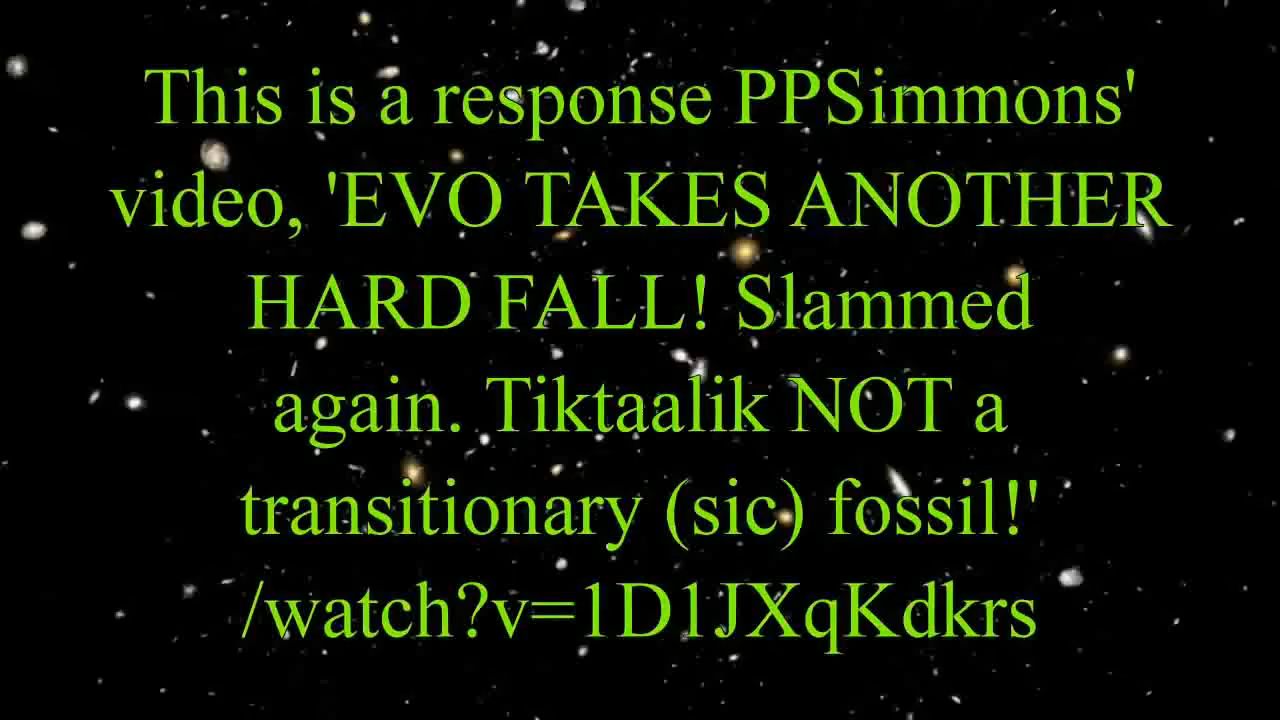 This is a response PPSimmons'
video, 'EVO TAKES ANOTHER
HARD FALL! Slammed
again. Tiktaalik NOT a
transitionary (sic) fossil!'
/watch?v=1D1JXqKdkrs